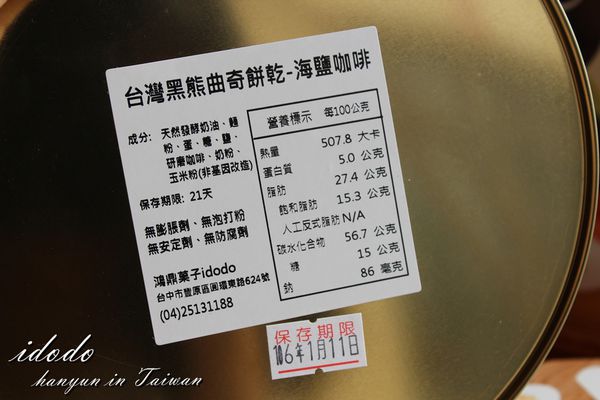 台灣黑熊曲奇餅乾-海鹽咖啡
成分: 天然發酵奶油、麵
粉、蛋、糖、鹽、
研磨咖啡、奶粉、
玉米粉(非基因改造)
保存期限: 21天
無膨脹劑、無泡打粉
無安定劑、無防腐劑
鴻鼎菓子idodo
台中市豐原區圓環東路624號
(04)25131188
營養標示 每100公克
熱量 507.8 大卡
蛋白質 5.0 公克
脂肪 27.4 公克
飽和脂肪 15.3 公克
人工反式脂肪 N/A
碳水化合物 56.7 公克
糖 15 公克
鈉 86 毫克
保存期限
106年1月11日
idodo
hanyun in Taiwan